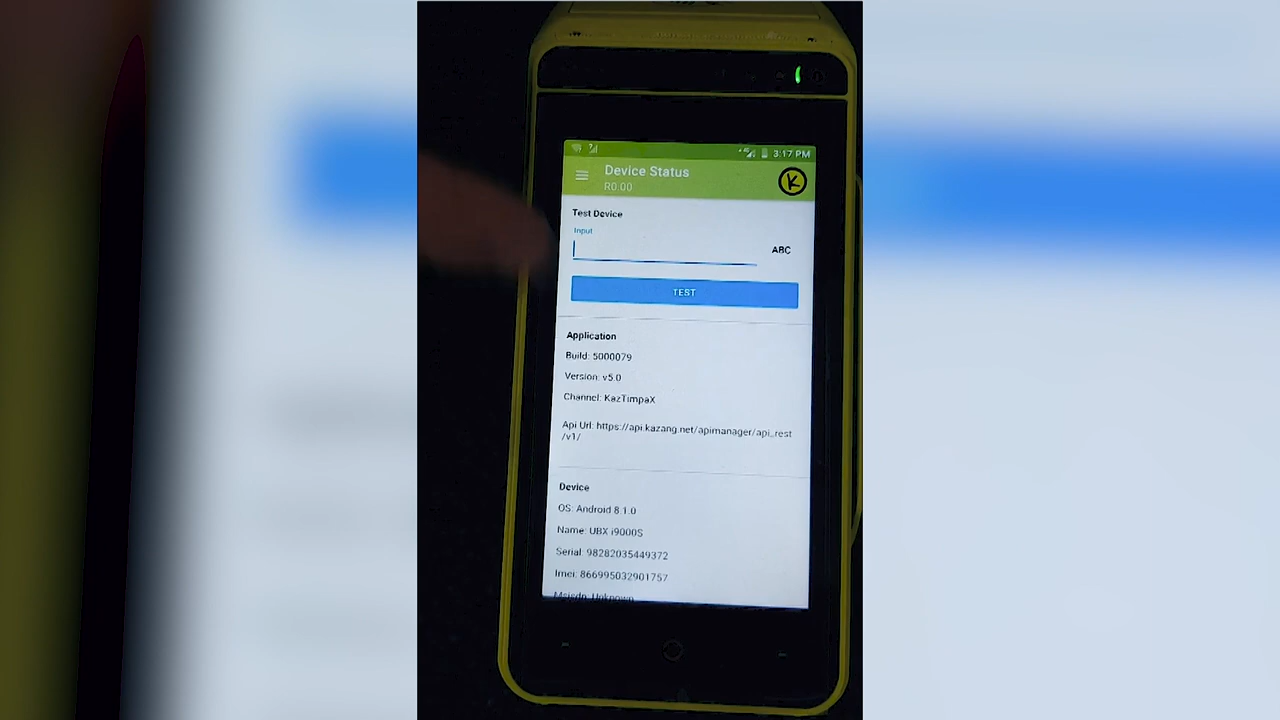 3:17 PM
Device Status
R0.00
Test Device
Input
ABC
TEST
Application
Build: 5000079
Version: v5.0
Channel: KazTimpaX
Api Url: https://api.kazang.net/apimanager/api_rest
/v1/
Device
OS: Android 8.1.0
Name: UBX i9000S
Serial: 98282035449372
Imei: 866995032901757
Msisdn: Unknown